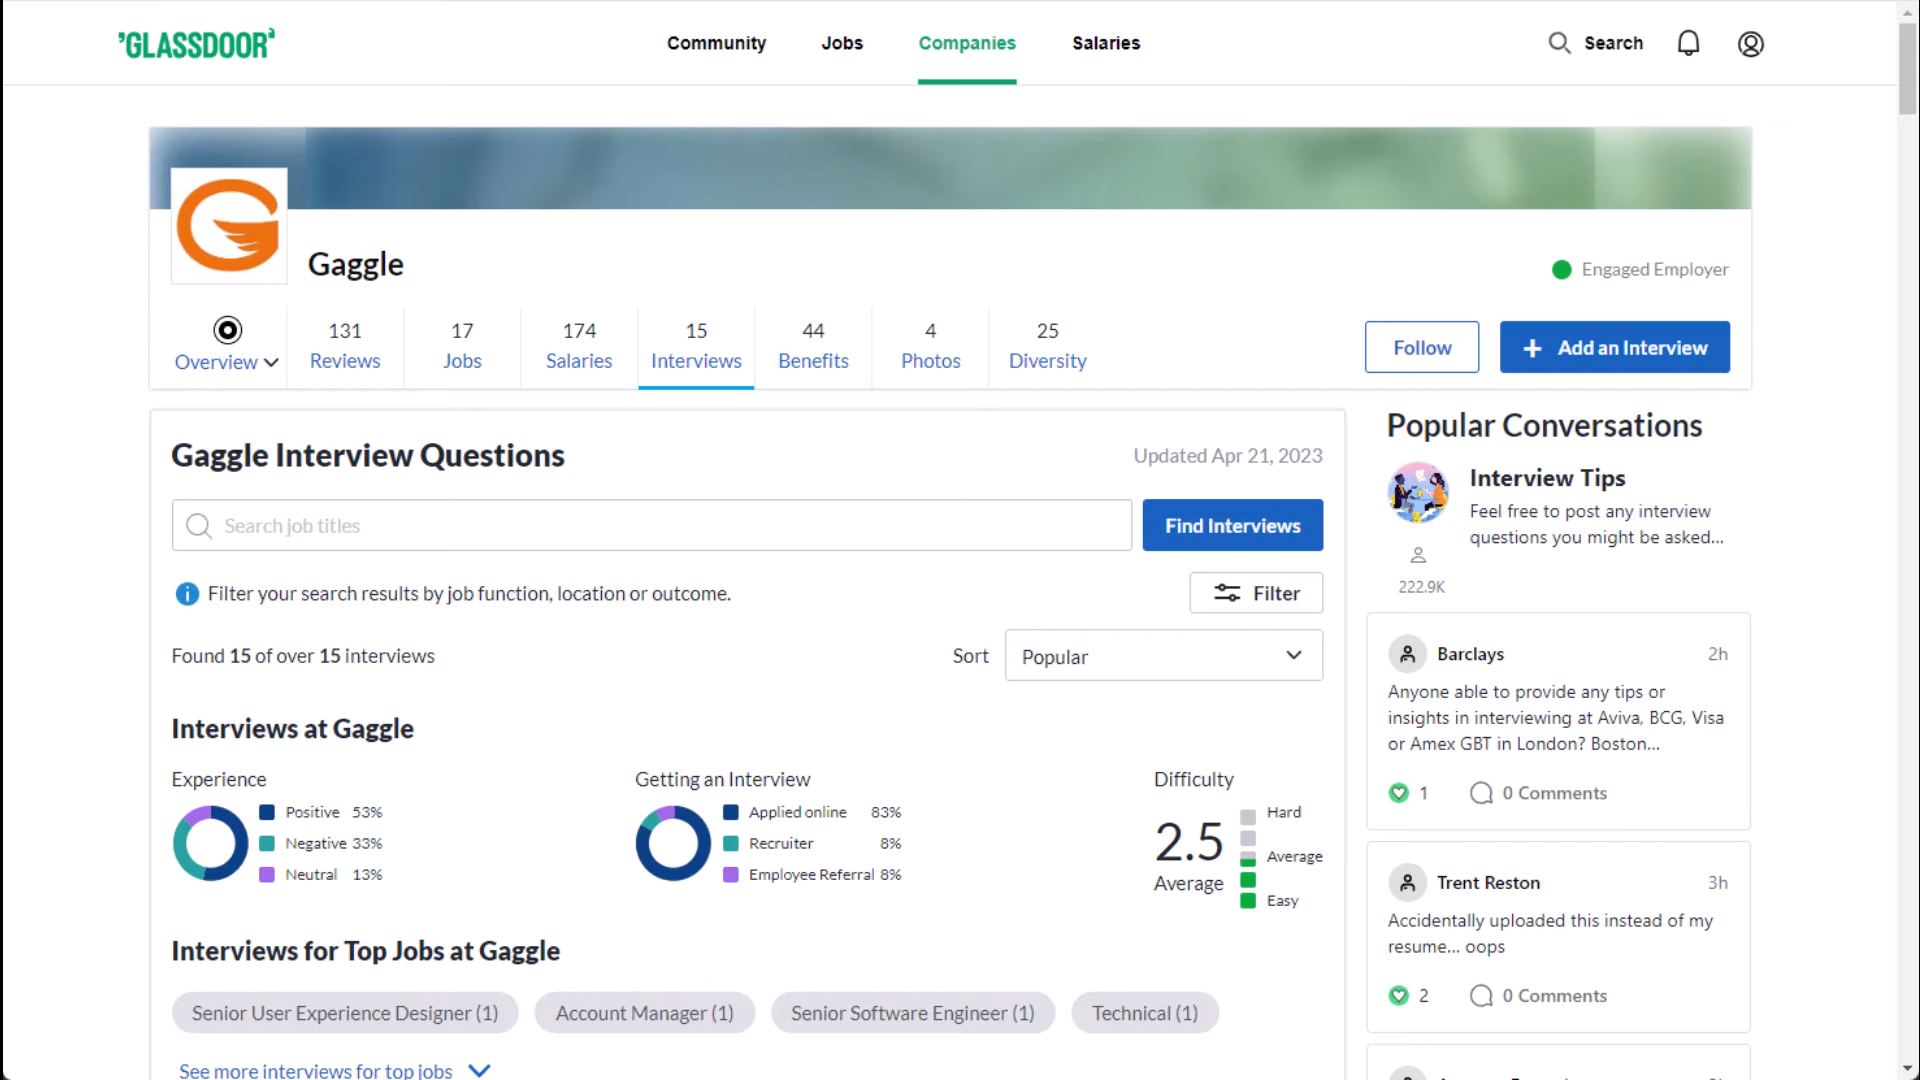 GLASSDOOR
Community
Jobs
Companies
Salaries
Search
Gaggle
Engaged Employer
Overview
131
Reviews
17
Jobs
174
Salaries
15
Interviews
44
Benefits
4
Photos
25
Diversity
Follow
+ Add an Interview
Gaggle Interview Questions
Updated Apr 21, 2023
Search job titles
Find Interviews
Filter your search results by job function, location or outcome.
Filter
Found 15 of over 15 interviews
Sort
Popular
Interviews at Gaggle
Experience
Positive 53%
Negative 33%
Neutral 13%
Getting an Interview
Applied online 83%
Recruiter 8%
Employee Referral 8%
Difficulty
2.5
Average
Hard
Average
Easy
Interviews for Top Jobs at Gaggle
Senior User Experience Designer (1)
Account Manager (1)
Senior Software Engineer (1)
Technical (1)
See more interviews for top jobs
Popular Conversations
Interview Tips
Feel free to post any interview
questions you might be asked...
222.9K
Barclays
2h
Anyone able to provide any tips or
insights in interviewing at Aviva, BCG, Visa
or Amex GBT in London? Boston...
1
0 Comments
Trent Reston
3h
Accidentally uploaded this instead of my
resume... oops
2
0 Comments